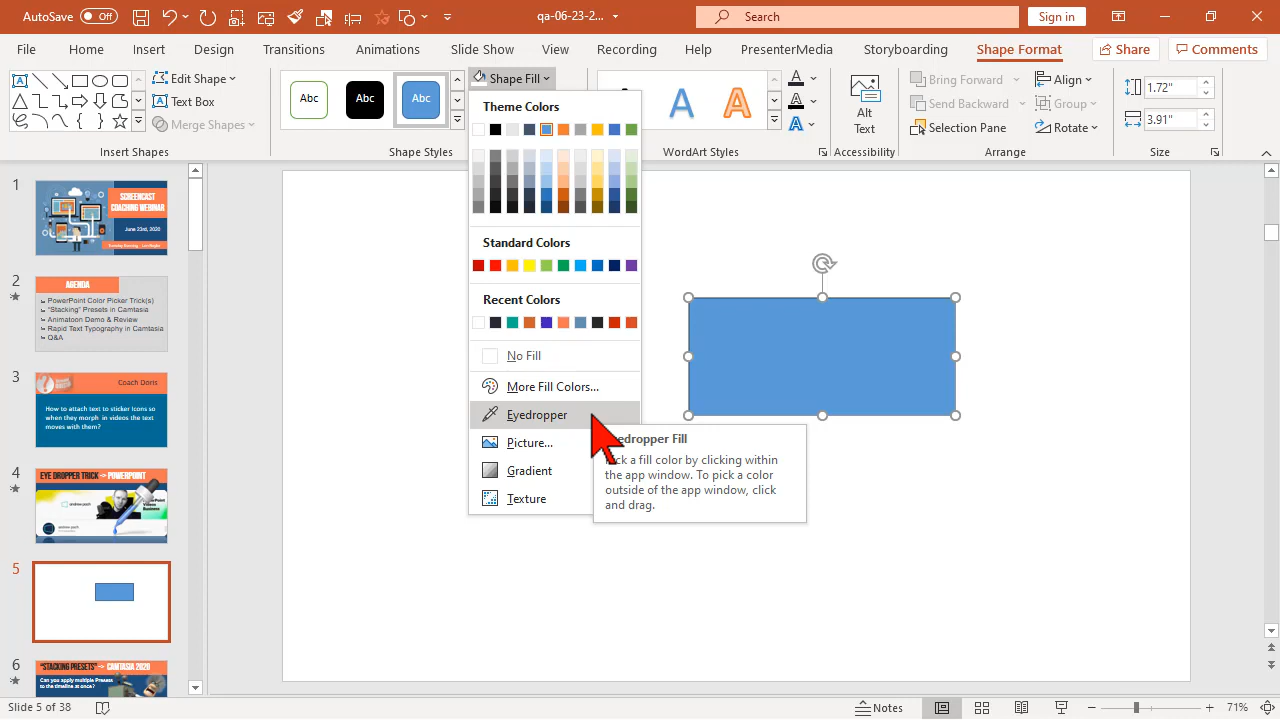 AutoSave Off
qa-06-23-2...
Search
Sign in
File Home Insert Design Transitions Animations Slide Show View Recording Help PresenterMedia Storyboarding Shape Format Share Comments
Edit Shape
Text Box
Merge Shapes
Insert Shapes
Abc Abc Abc
Shape Styles
Shape Fill
WordArt Styles
Alt
Text
Accessibility
Bring Forward
Send Backward
Selection Pane
Align
Group
Rotate
Arrange
1.72"
3.91"
Size
Theme Colors
Standard Colors
Recent Colors
No Fill
More Fill Colors...
Eyedropper
Picture...
Gradient
Texture
edropper Fill
ck a fill color by clicking within
the app window. To pick a color
outside of the app window, click
and drag.
1
SCREENCAST
COACHING WEBINAR
June 23rd, 2020
2
AGENDA
PowerPoint Color Picker Trick(s)
"Stacking" Presets in Camtasia
Animatoon Demo & Review
Rapid Text Typography in Camtasia
Q&A
3
Coach Doris
How to attach text to sticker Icons so
when they morph in videos the text
moves with them?
4
EYE DROPPER TRICK -> POWERPOINT
andrew pach
andrew pach
5
6
"STACKING PRESETS" -> CAMTASIA 2020
Can you apply multiple Presets
to the timeline at once?
Slide 5 of 38
Notes
71%